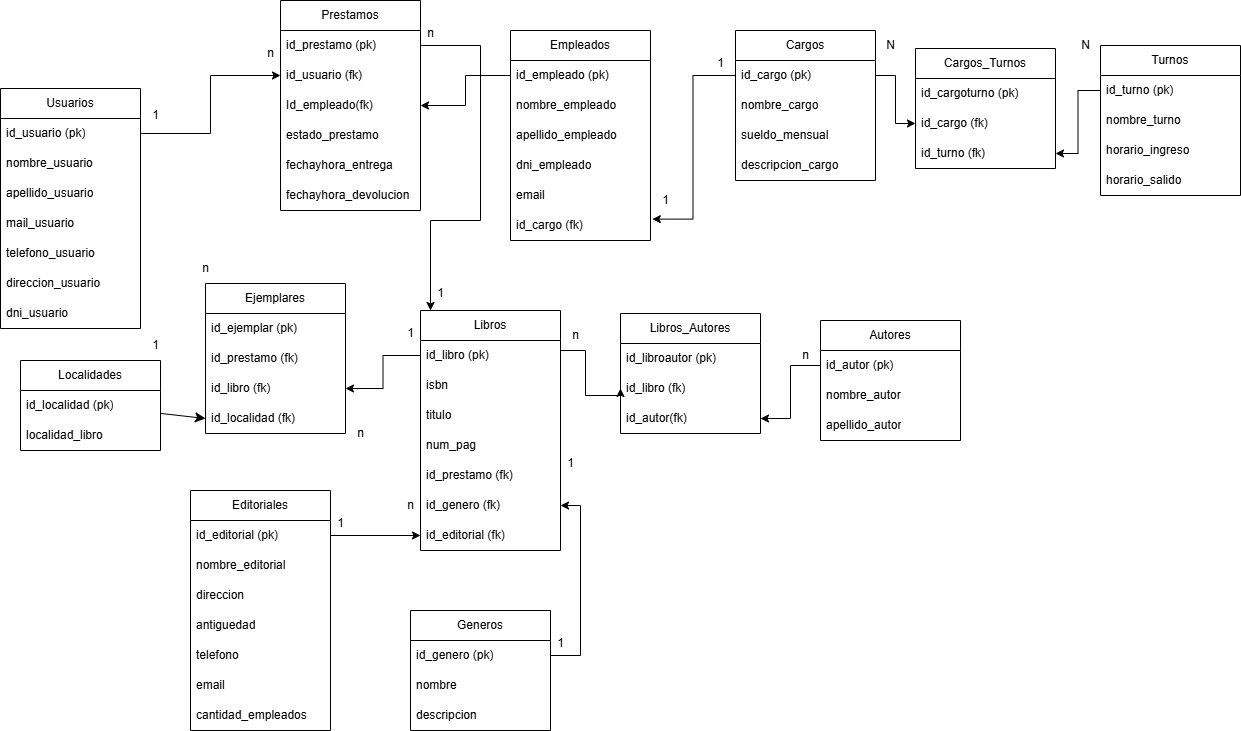 Prestamos
id_prestamo (pk)
id_usuario (fk)
Id_empleado(fk)
estado_prestamo
fechayhora_entrega
fechayhora_devolucion
n
n
Empleados
id_empleado (pk)
nombre_empleado
apellido_empleado
dni_empleado
email
id_cargo (fk)
1
1
Cargos
id_cargo (pk)
nombre_cargo
sueldo_mensual
descripcion_cargo
N
Cargos_Turnos
id_cargoturno (pk)
id_cargo (fk)
id_turno (fk)
N
Turnos
id_turno (pk)
nombre_turno
horario_ingreso
horario_salido
Usuarios
id_usuario (pk)
nombre_usuario
apellido_usuario
mail_usuario
telefono_usuario
direccion_usuario
dni_usuario
1
n
Ejemplares
id_ejemplar (pk)
id_prestamo (fk)
id_libro (fk)
id_localidad (fk)
n
1
Localidades
id_localidad (pk)
localidad_libro
1
1
Libros
id_libro (pk)
isbn
titulo
num_pag
id_prestamo (fk)
id_genero (fk)
id_editorial (fk)
n
1
n
Libros_Autores
id_libroautor (pk)
id_libro (fk)
id_autor(fk)
n
Autores
id_autor (pk)
nombre_autor
apellido_autor
Editoriales
id_editorial (pk)
nombre_editorial
direccion
antiguedad
telefono
email
cantidad_empleados
1
Generos
id_genero (pk)
nombre
descripcion
1